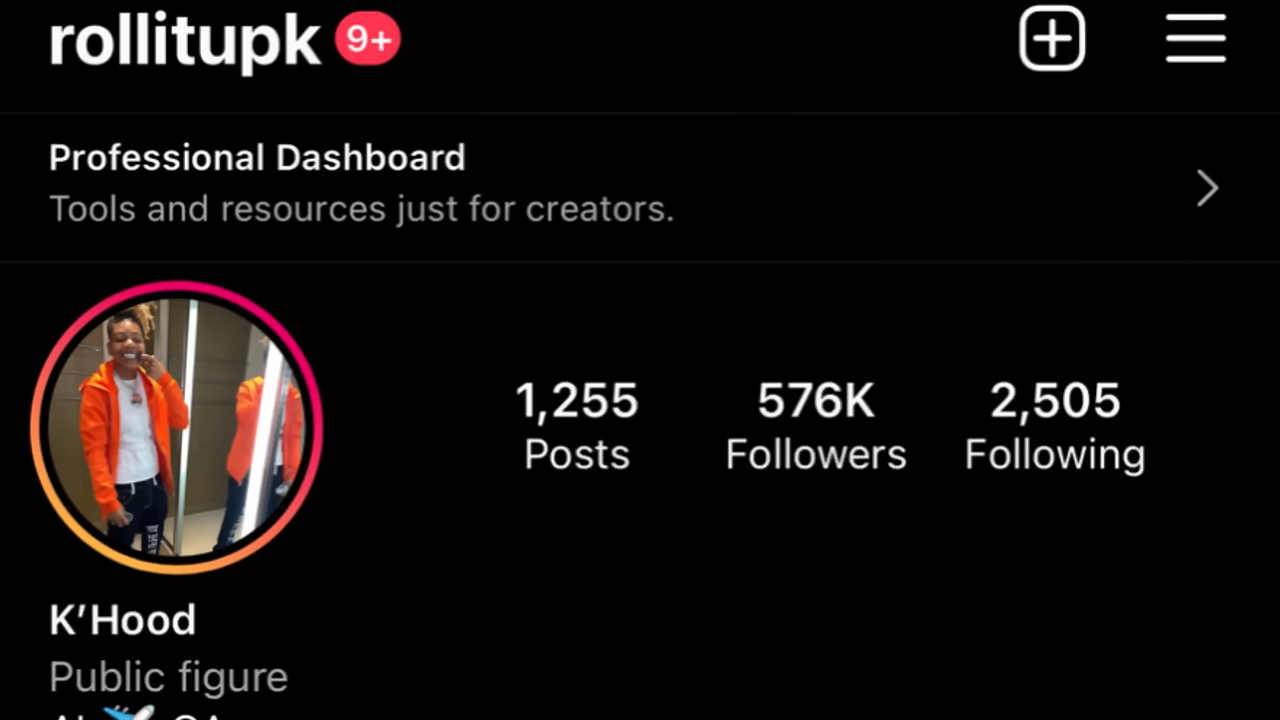 rollitupk 9+
Professional Dashboard
Tools and resources just for creators.
1,255 576K 2,505
Posts Followers Following
K’Hood
Public figure